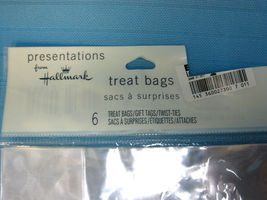 presentations
from
Hallmark
treat bags
sacs à surprises
6
TREAT BAGS/GIFT TAGS/TWIST-TIES
SACS À SURPRISES/ÉTIQUETTES/ATTACHES